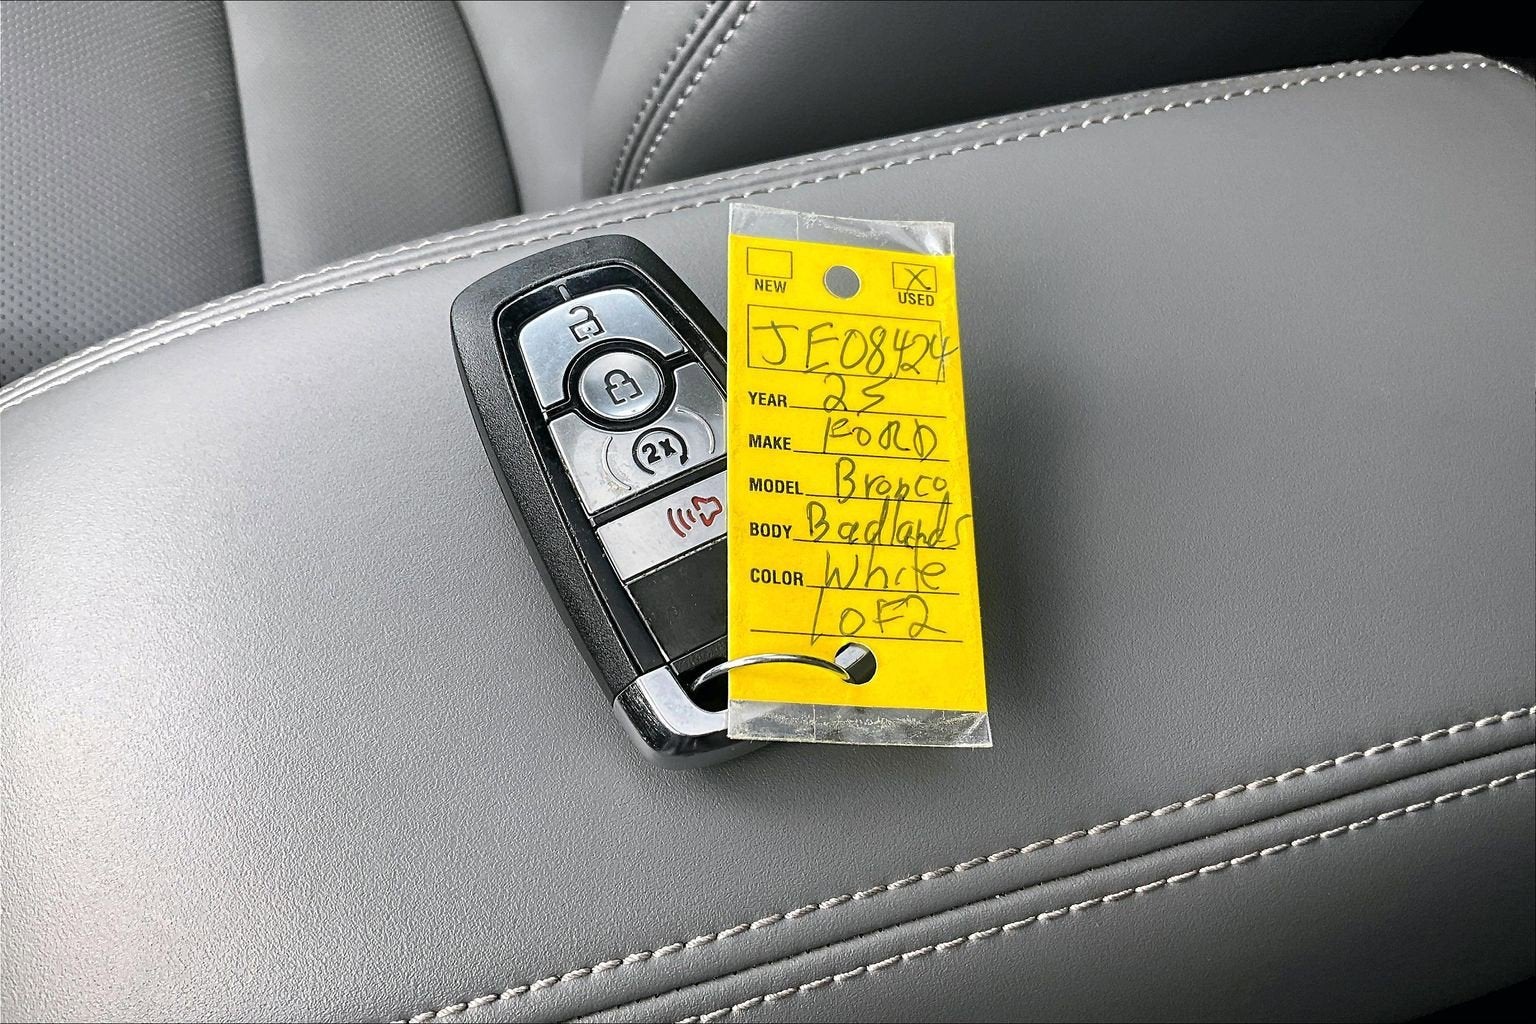 2x
NEW X USED
JE08424
YEAR 25
MAKE FORD
MODEL Bronco
BODY Badlands
COLOR White
1 OF 2